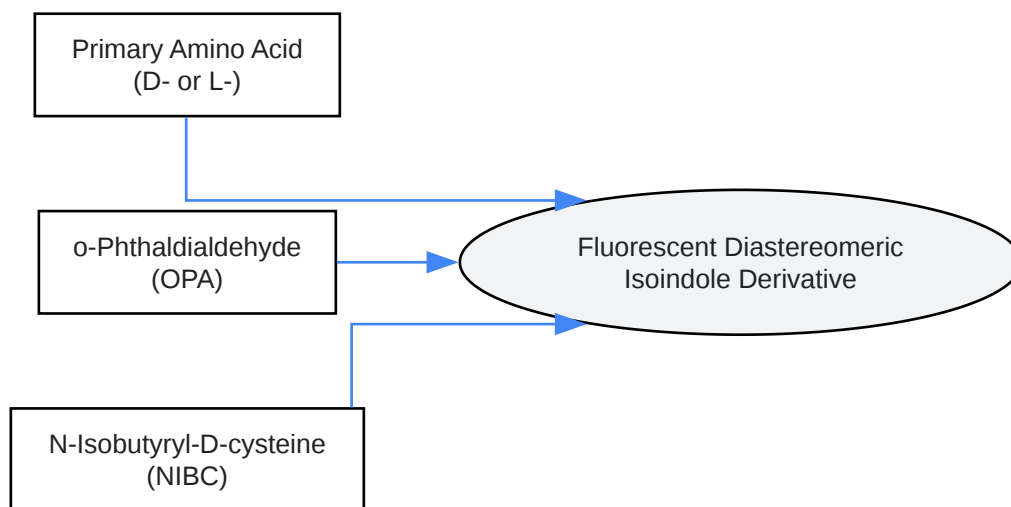 Primary Amino Acid
(D- or L-)
o-Phthaldialdehyde
(OPA)
Fluorescent Diastereomeric
Isoindole Derivative
N-Isobutyryl-D-cysteine
(NIBC)